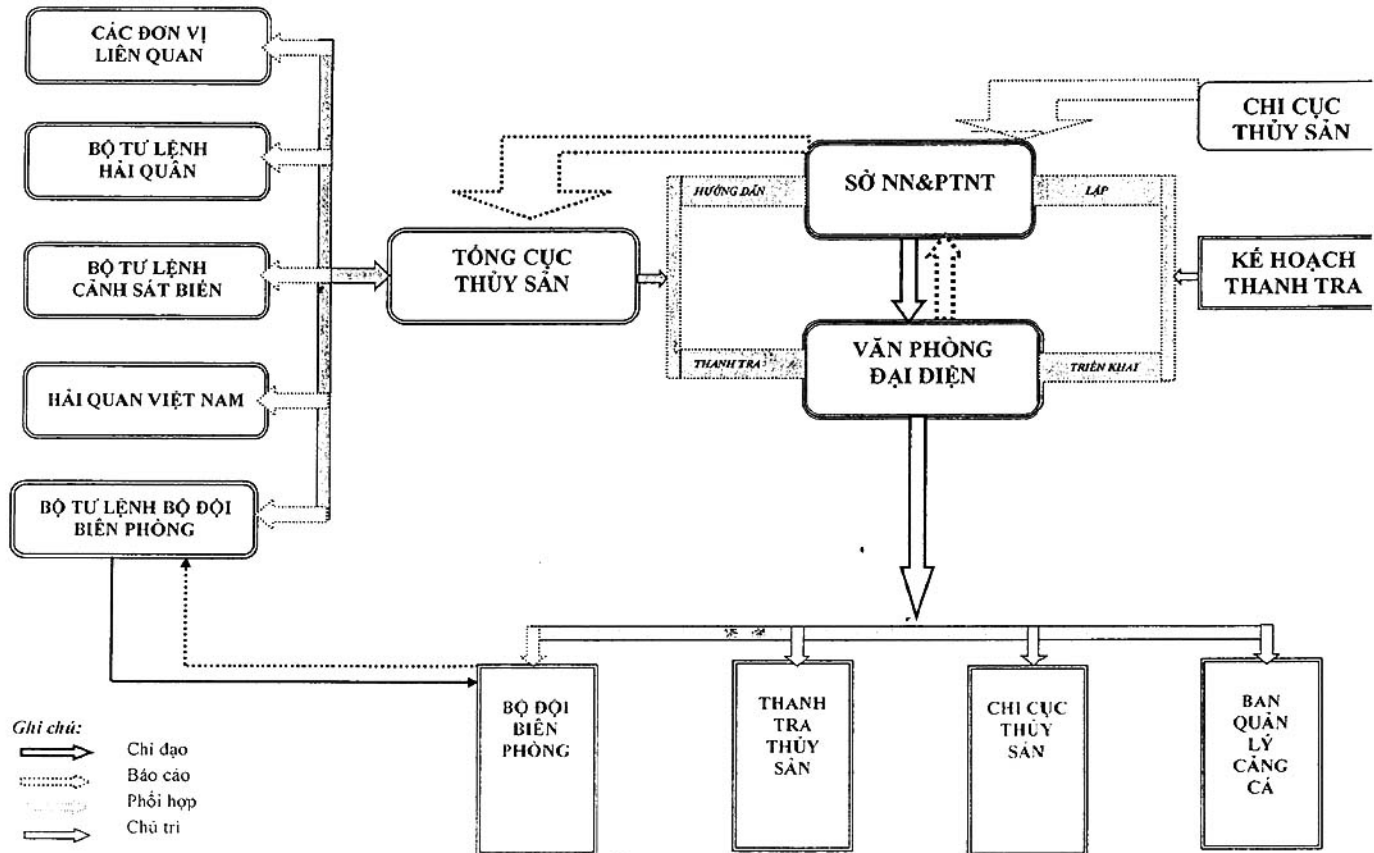 CÁC ĐƠN VỊ
LIÊN QUAN
BỘ TƯ LỆNH
HẢI QUÂN
BỘ TƯ LỆNH
CẢNH SÁT BIỂN
HẢI QUAN VIỆT NAM
BỘ TƯ LỆNH BỘ ĐỘI
BIÊN PHÒNG
TỔNG CỤC
THỦY SẢN
HƯỚNG DẪN
THANH TRA
SỞ NN&PTNT
VĂN PHÒNG
ĐẠI DIỆN
LẬP
TRIỂN KHAI
CHI CỤC
THỦY SẢN
KẾ HOẠCH
THANH TRA
BỘ ĐỘI
BIÊN
PHÒNG
THANH
TRA
THỦY
SẢN
CHI CỤC
THỦY
SẢN
BAN
QUẢN
LÝ
CẢNG
CÁ
Ghi chú:
Chỉ đạo
Báo cáo
Phối hợp
Chủ trì